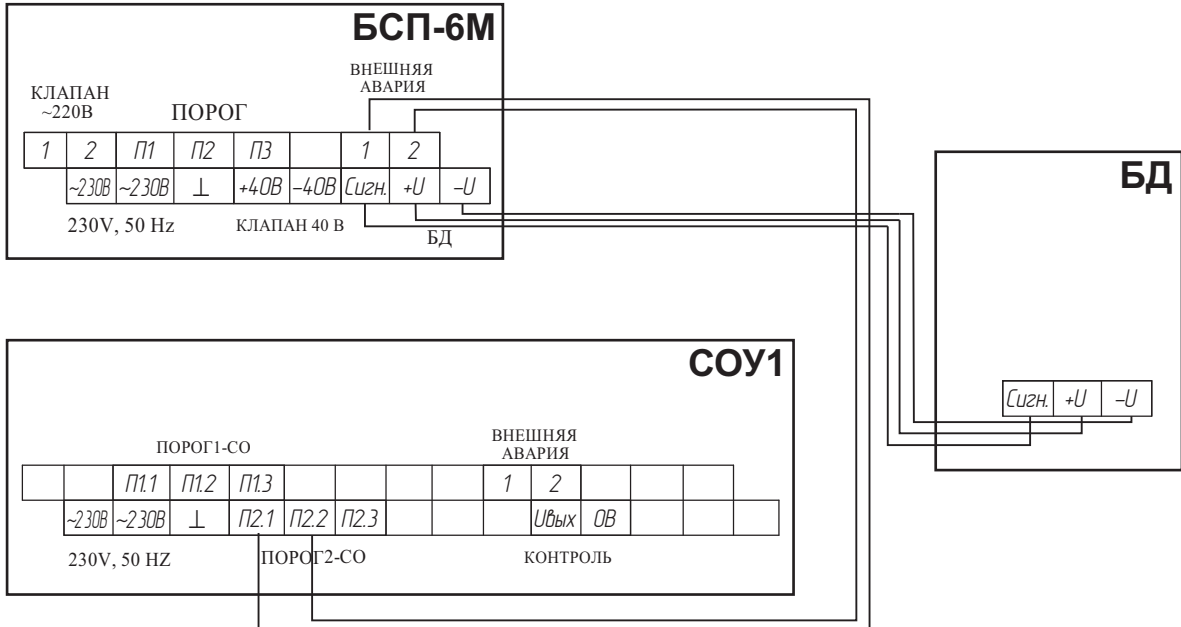 БСП-6М
ВНЕШНЯЯ
АВАРИЯ
КЛАПАН
~220В
ПОРОГ
1 2 П1 П2 П3 1 2
~230В ~230В ⊥ +40В -40В Сигн. +U -U
230V, 50 Hz КЛАПАН 40 В БД
БД
Сигн. +U -U
СОУ1
ПОРОГ1-СО
ВНЕШНЯЯ
АВАРИЯ
П1.1 П1.2 П1.3 1 2
~230В ~230В ⊥ П2.1 П2.2 П2.3 Uвых 0В
230V, 50 HZ ПОРОГ2-СО КОНТРОЛЬ